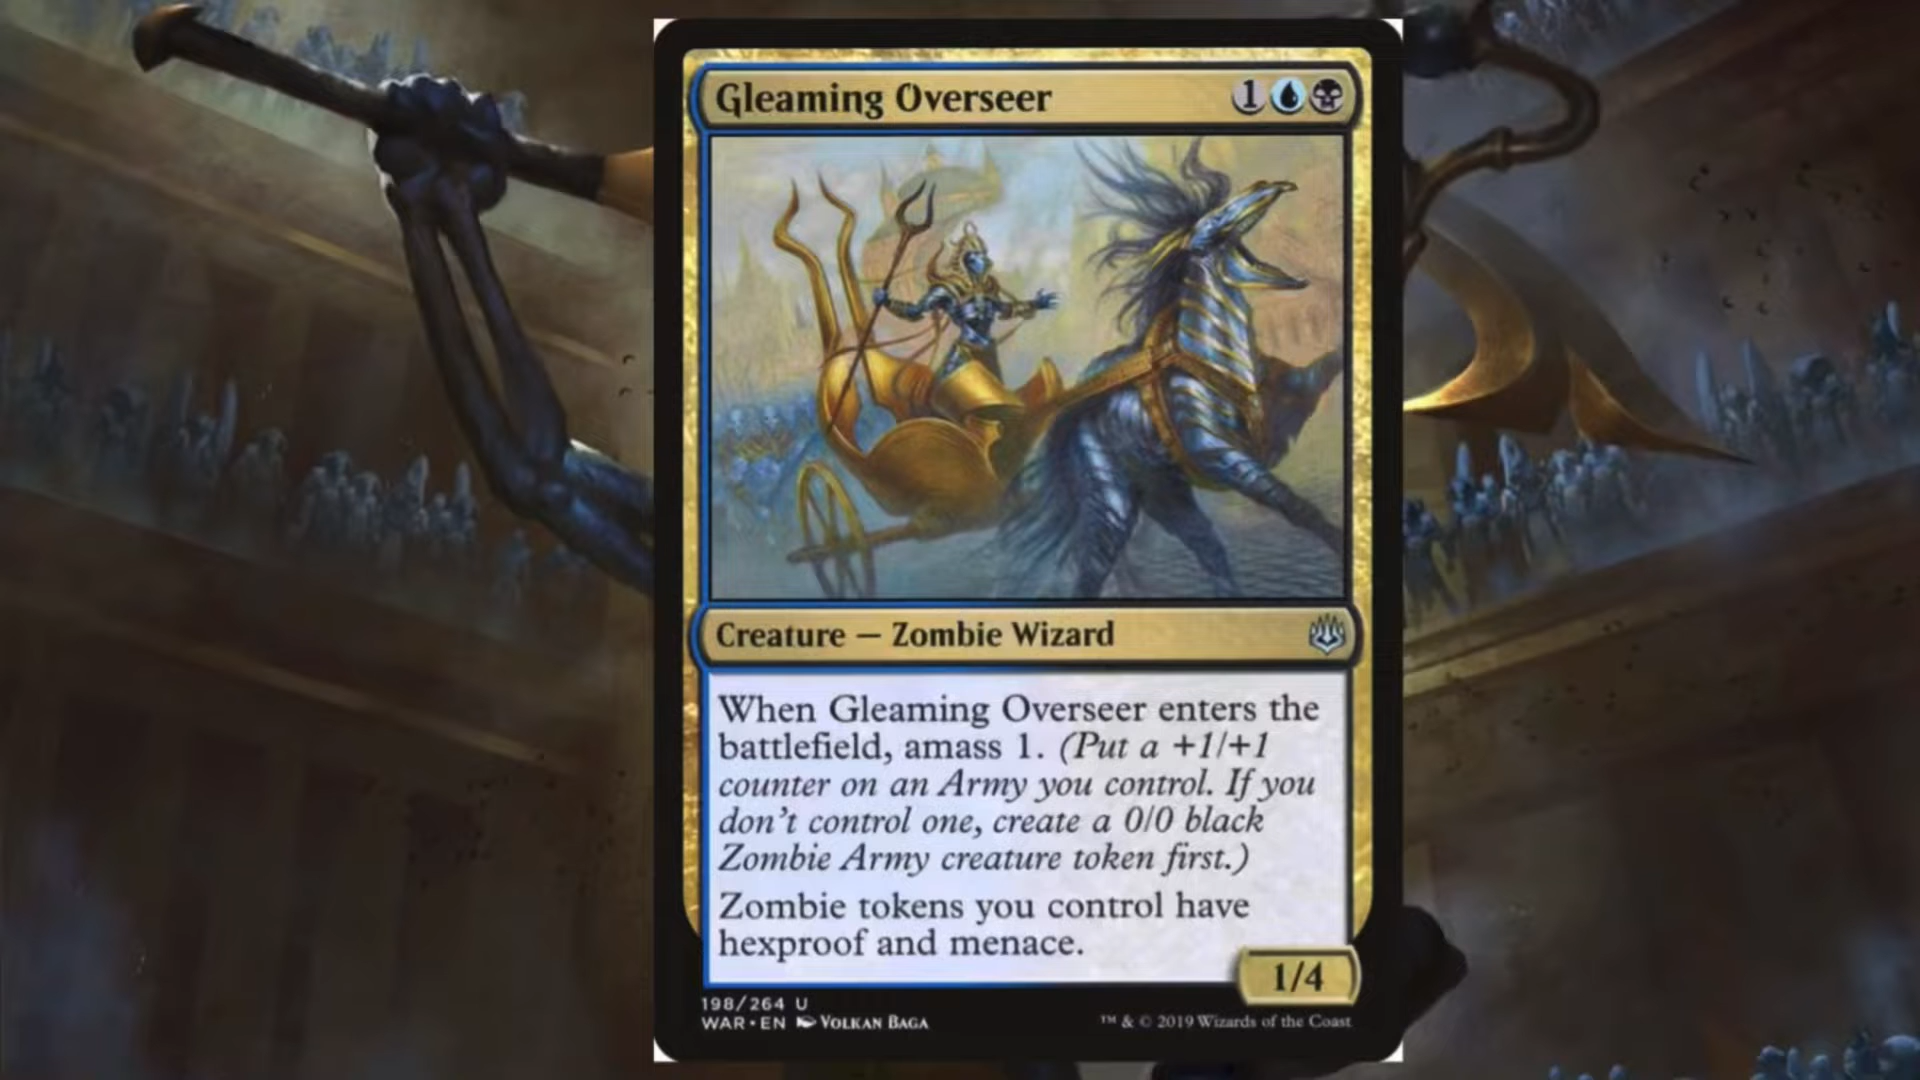 Gleaming Overseer 1
Creature — Zombie Wizard
When Gleaming Overseer enters the
battlefield, amass 1. (Put a +1/+1
counter on an Army you control. If you
don't control one, create a 0/0 black
Zombie Army creature token first.)
Zombie tokens you control have
hexproof and menace.
1/4
198/264 U
WAR • EN VOLKAN BAGA
™ & © 2019 Wizards of the Coast